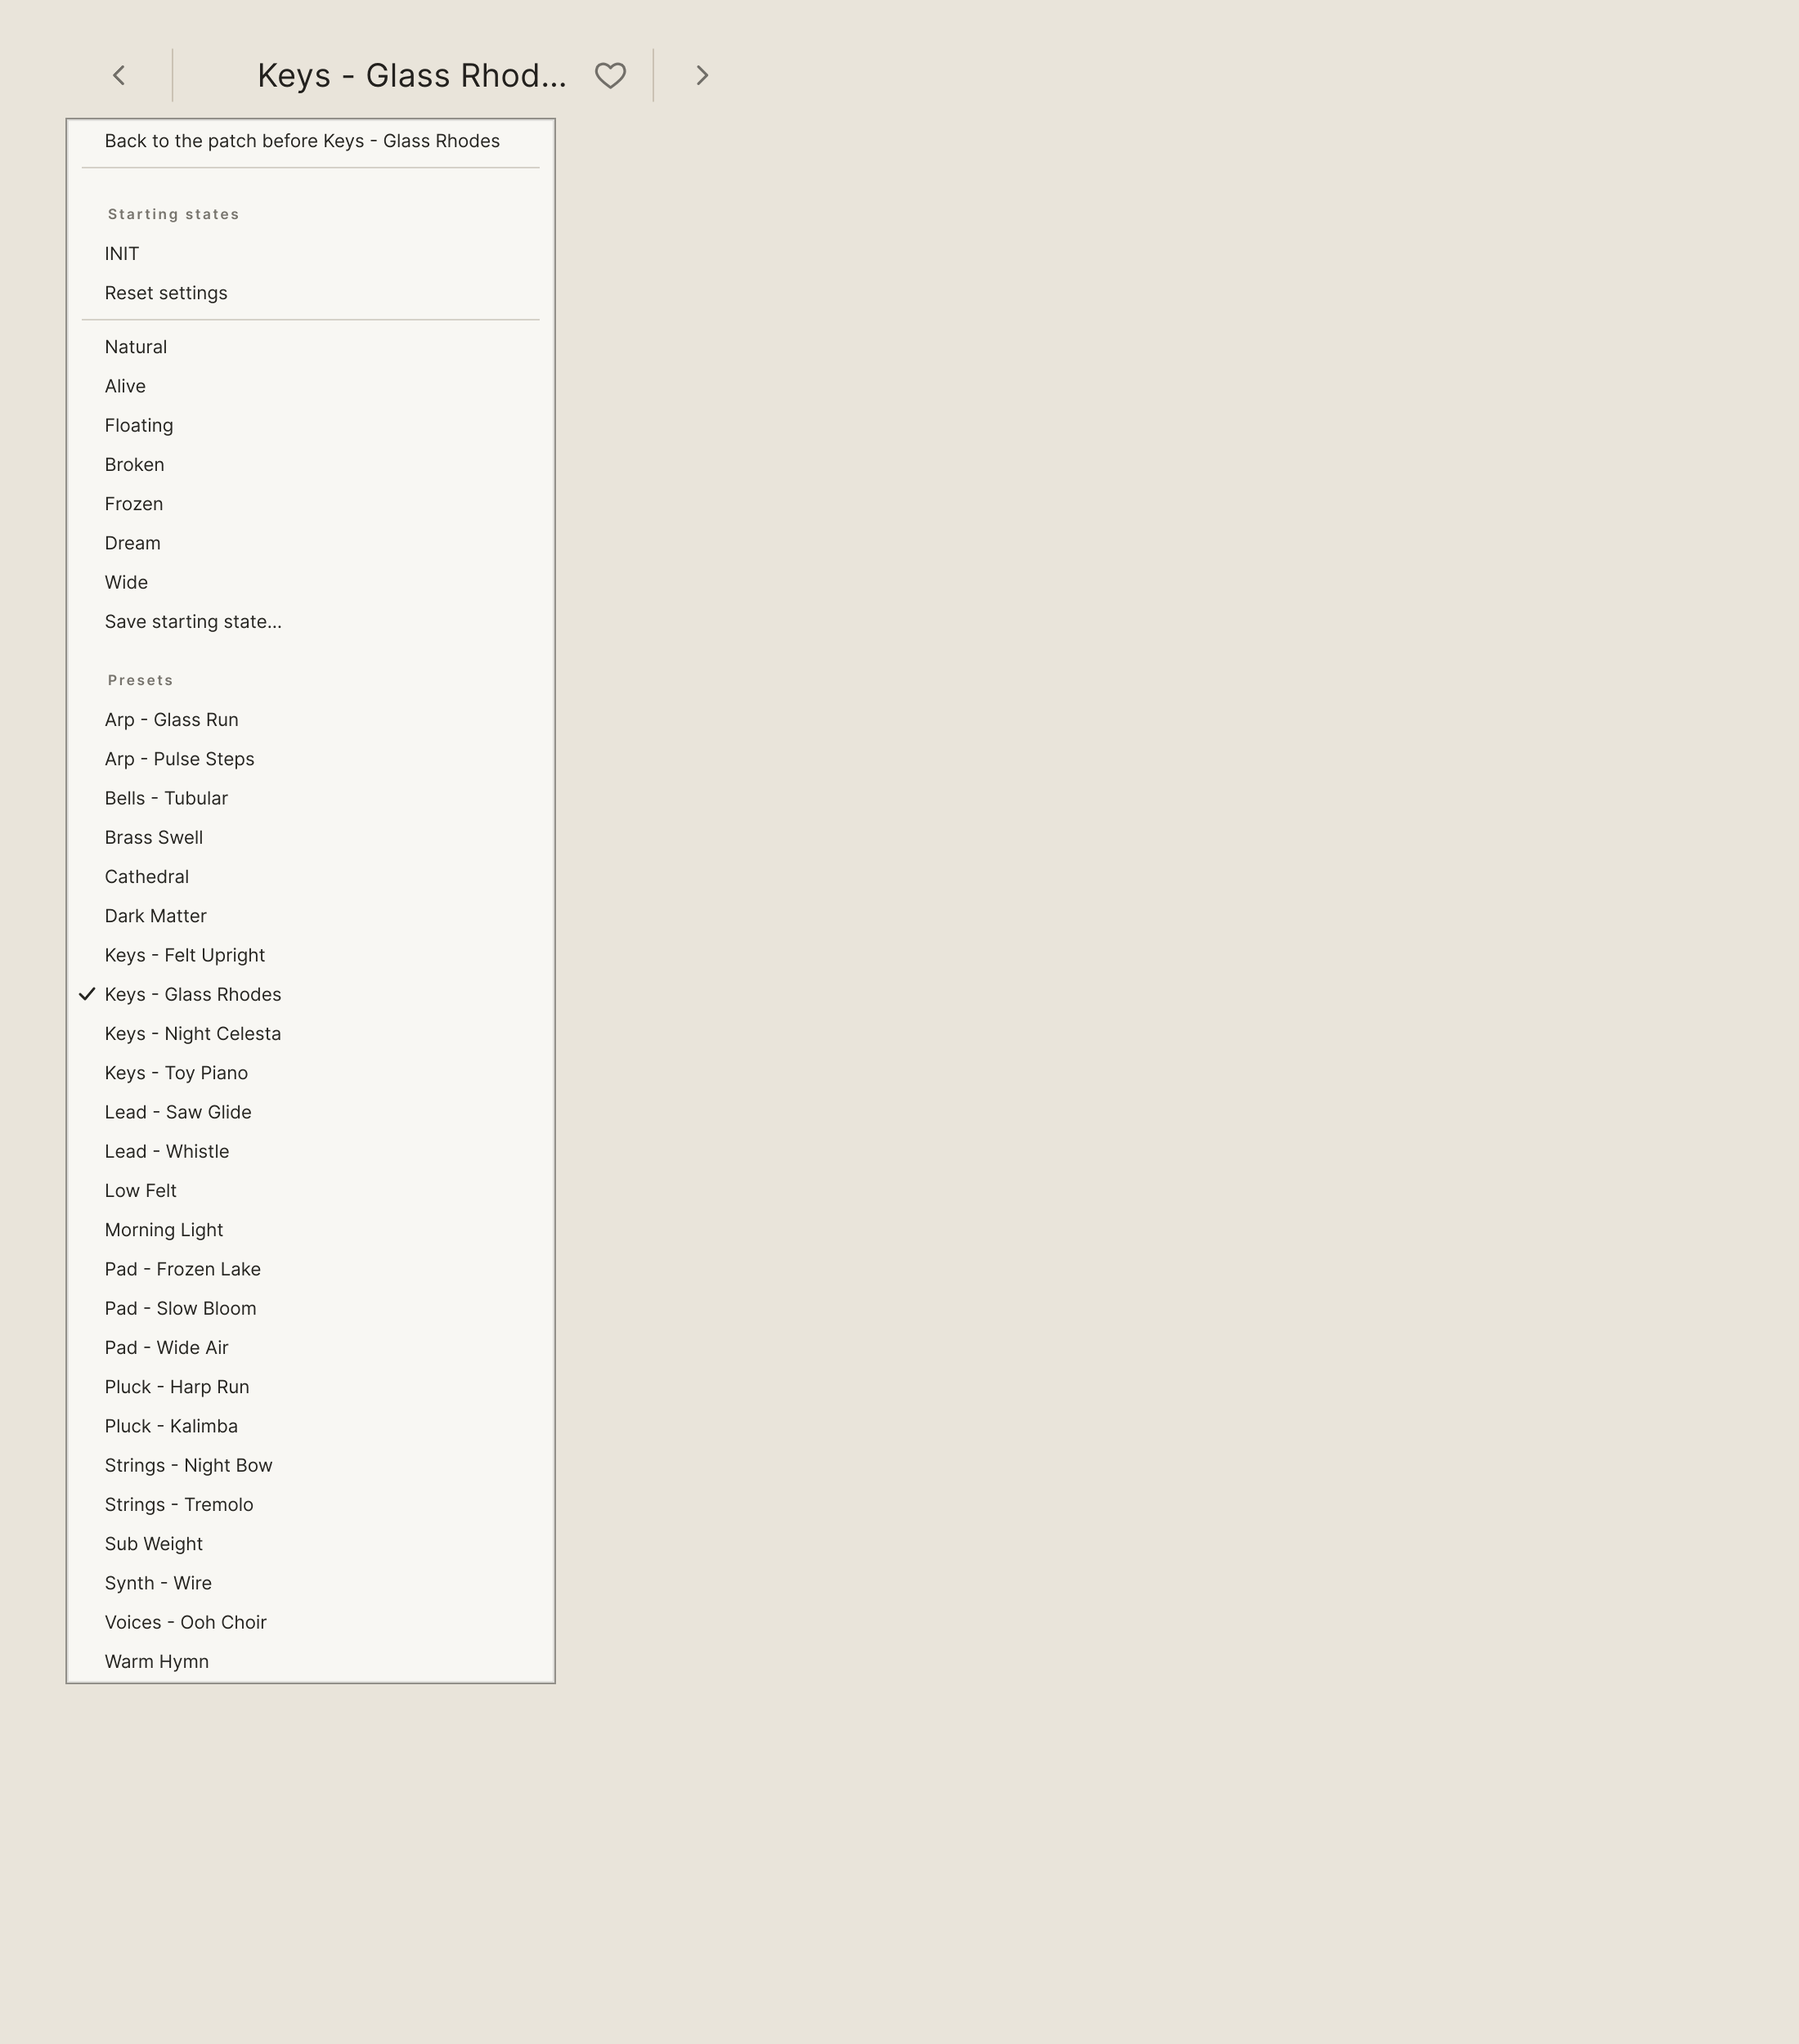 Keys - Glass Rhod...
Back to the patch before Keys - Glass Rhodes
Starting states
INIT
Reset settings
Natural
Alive
Floating
Broken
Frozen
Dream
Wide
Save starting state...
Presets
Arp - Glass Run
Arp - Pulse Steps
Bells - Tubular
Brass Swell
Cathedral
Dark Matter
Keys - Felt Upright
Keys - Glass Rhodes
Keys - Night Celesta
Keys - Toy Piano
Lead - Saw Glide
Lead - Whistle
Low Felt
Morning Light
Pad - Frozen Lake
Pad - Slow Bloom
Pad - Wide Air
Pluck - Harp Run
Pluck - Kalimba
Strings - Night Bow
Strings - Tremolo
Sub Weight
Synth - Wire
Voices - Ooh Choir
Warm Hymn